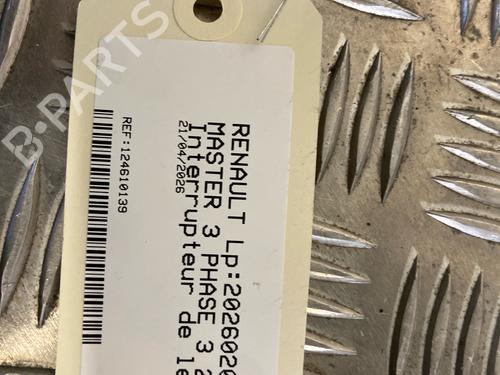 RENAULT Lp:2026020
MASTER 3 PHASE 3 2
Interrupteur de le
21/04/2026
REF:124610139
B-PARTS